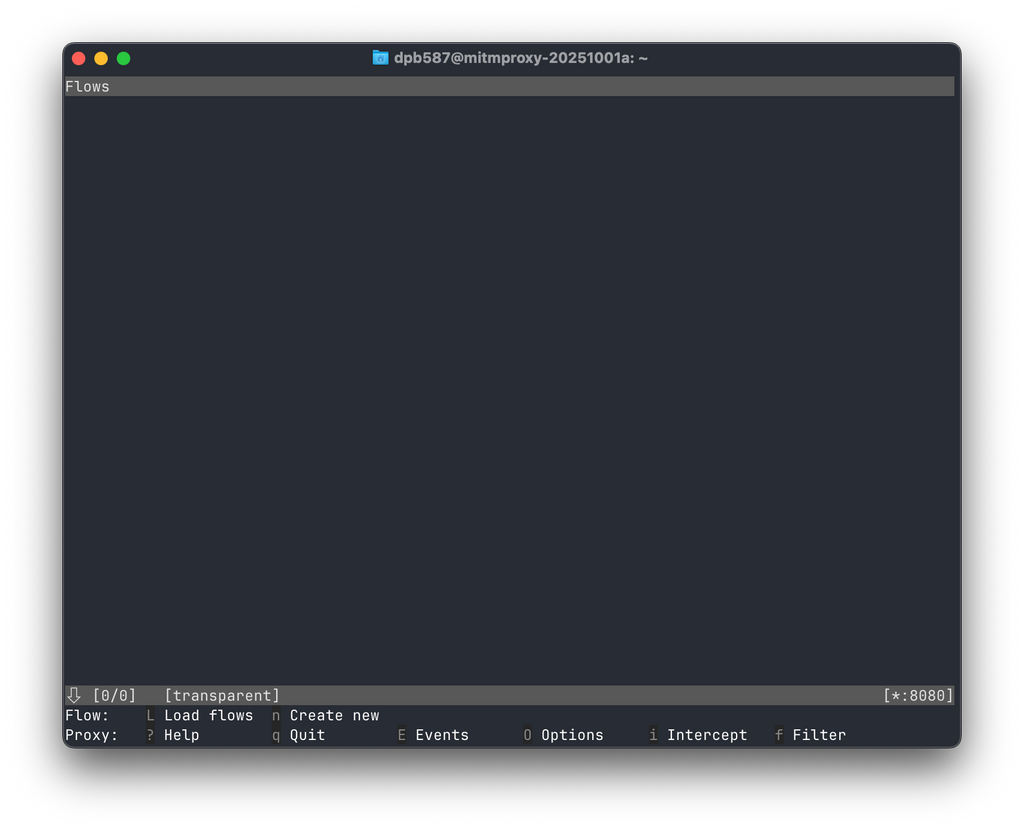 dpb587@mitmproxy-20251001a: ~
Flows
⇩ [0/0] [transparent] [*:8080]
Flow: L Load flows n Create new
Proxy: ? Help q Quit E Events O Options i Intercept f Filter